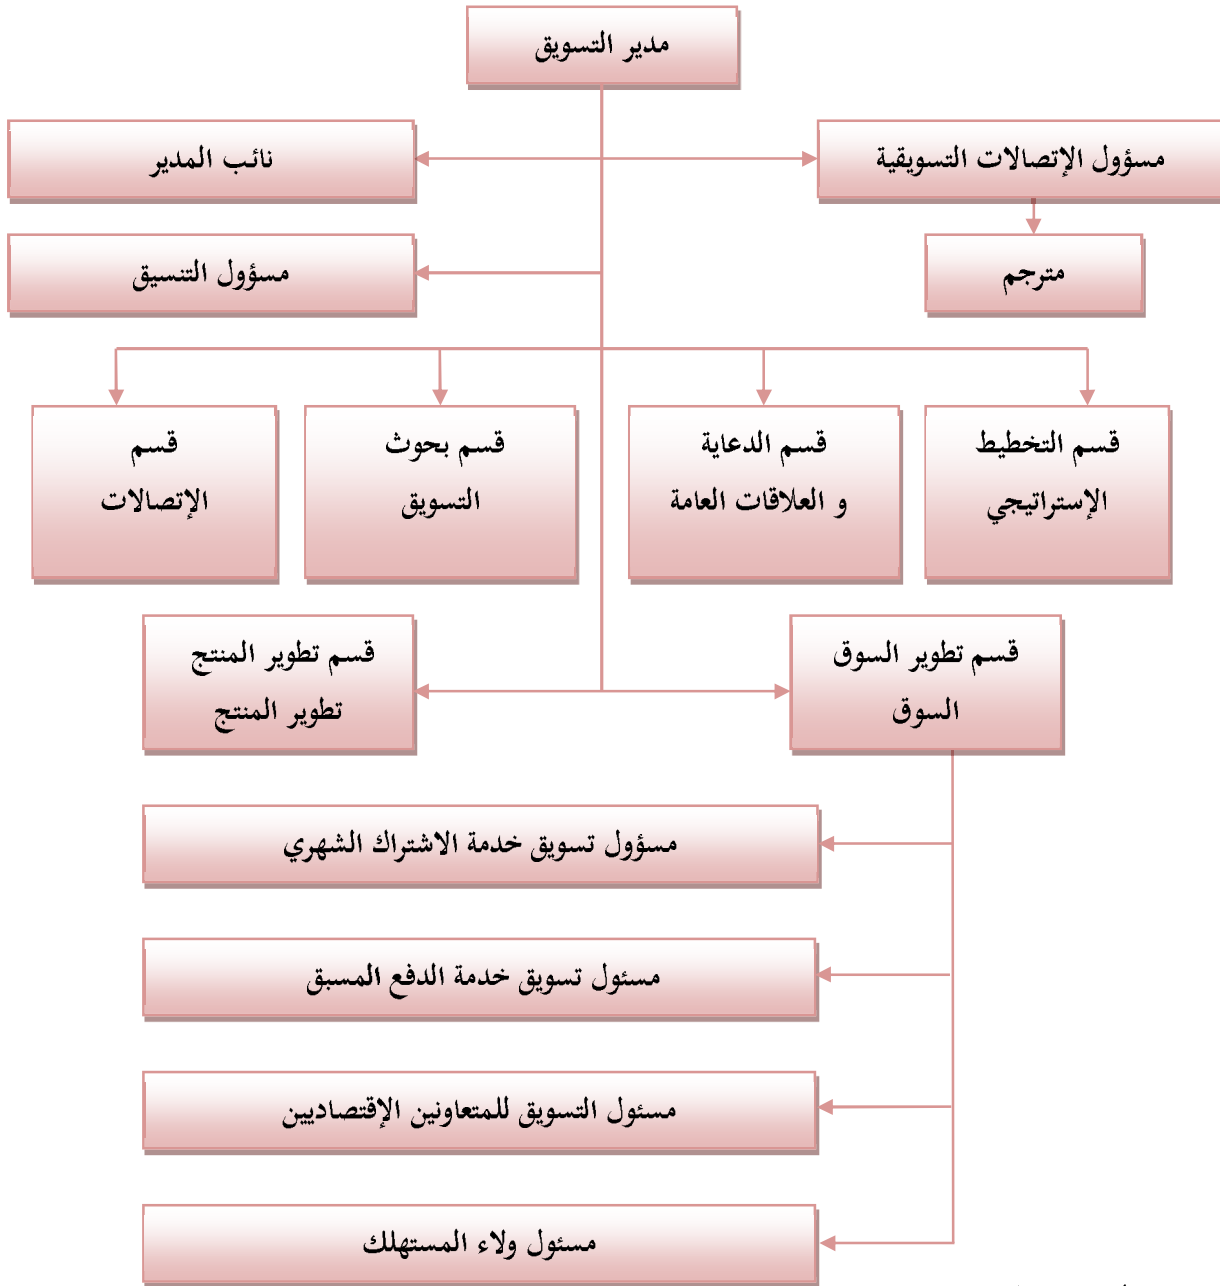 مدير التسويق
مسؤول الإتصالات التسويقية
نائب المدير
مترجم
مسؤول التنسيق
قسم التخطيط
الإستراتيجي
قسم الدعاية
و العلاقات العامة
قسم بحوث
التسويق
قسم
الإتصالات
قسم تطوير السوق
السوق
قسم تطوير المنتج
تطوير المنتج
مسؤول تسويق خدمة الاشتراك الشهري
مسئول تسويق خدمة الدفع المسبق
مسئول التسويق للمتعاونين الإقتصاديين
مسئول ولاء المستهلك